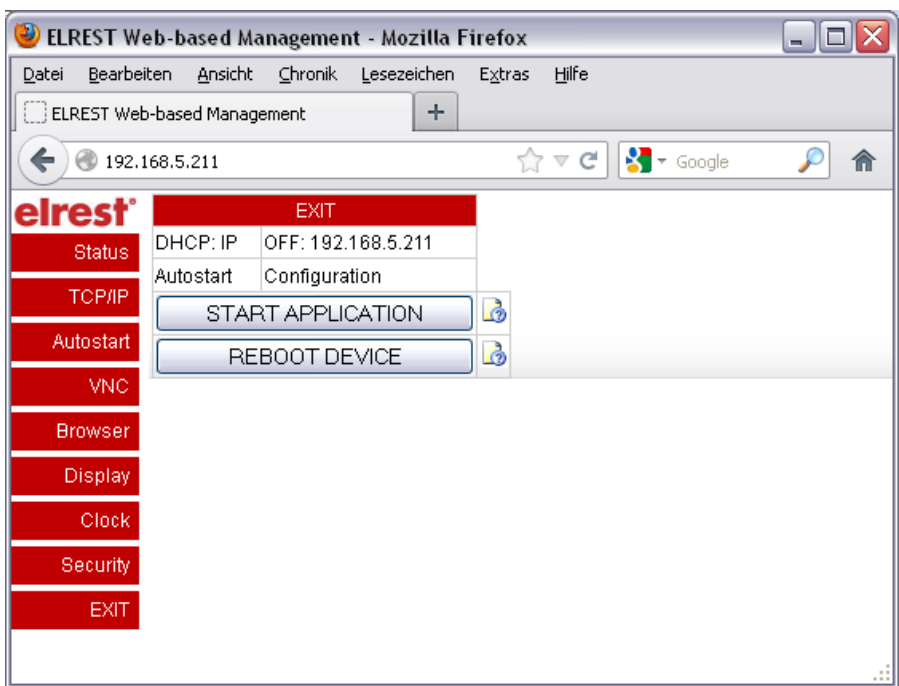 ELREST Web-based Management - Mozilla Firefox
Datei Bearbeiten Ansicht Chronik Lesezeichen Extras Hilfe
ELREST Web-based Management
192.168.5.211 Google
elrest
EXIT
DHCP: IP OFF: 192.168.5.211
Autostart Configuration
START APPLICATION
REBOOT DEVICE
Status
TCP/IP
Autostart
VNC
Browser
Display
Clock
Security
EXIT